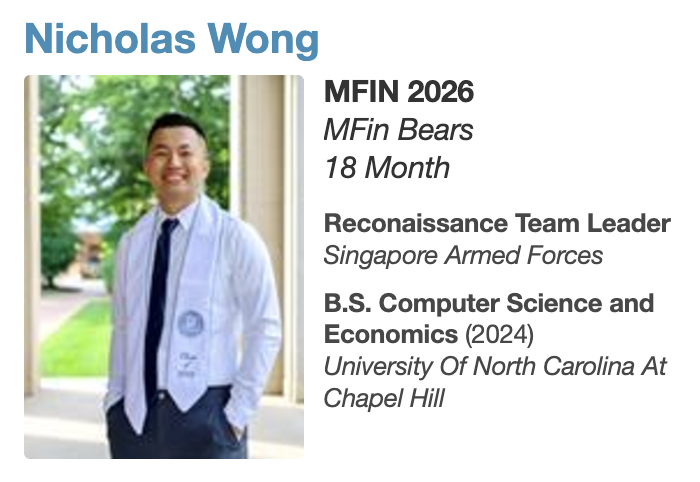 Nicholas Wong
MFIN 2026
MFin Bears
18 Month
Reconaissance Team Leader
Singapore Armed Forces
B.S. Computer Science and
Economics (2024)
University Of North Carolina At
Chapel Hill